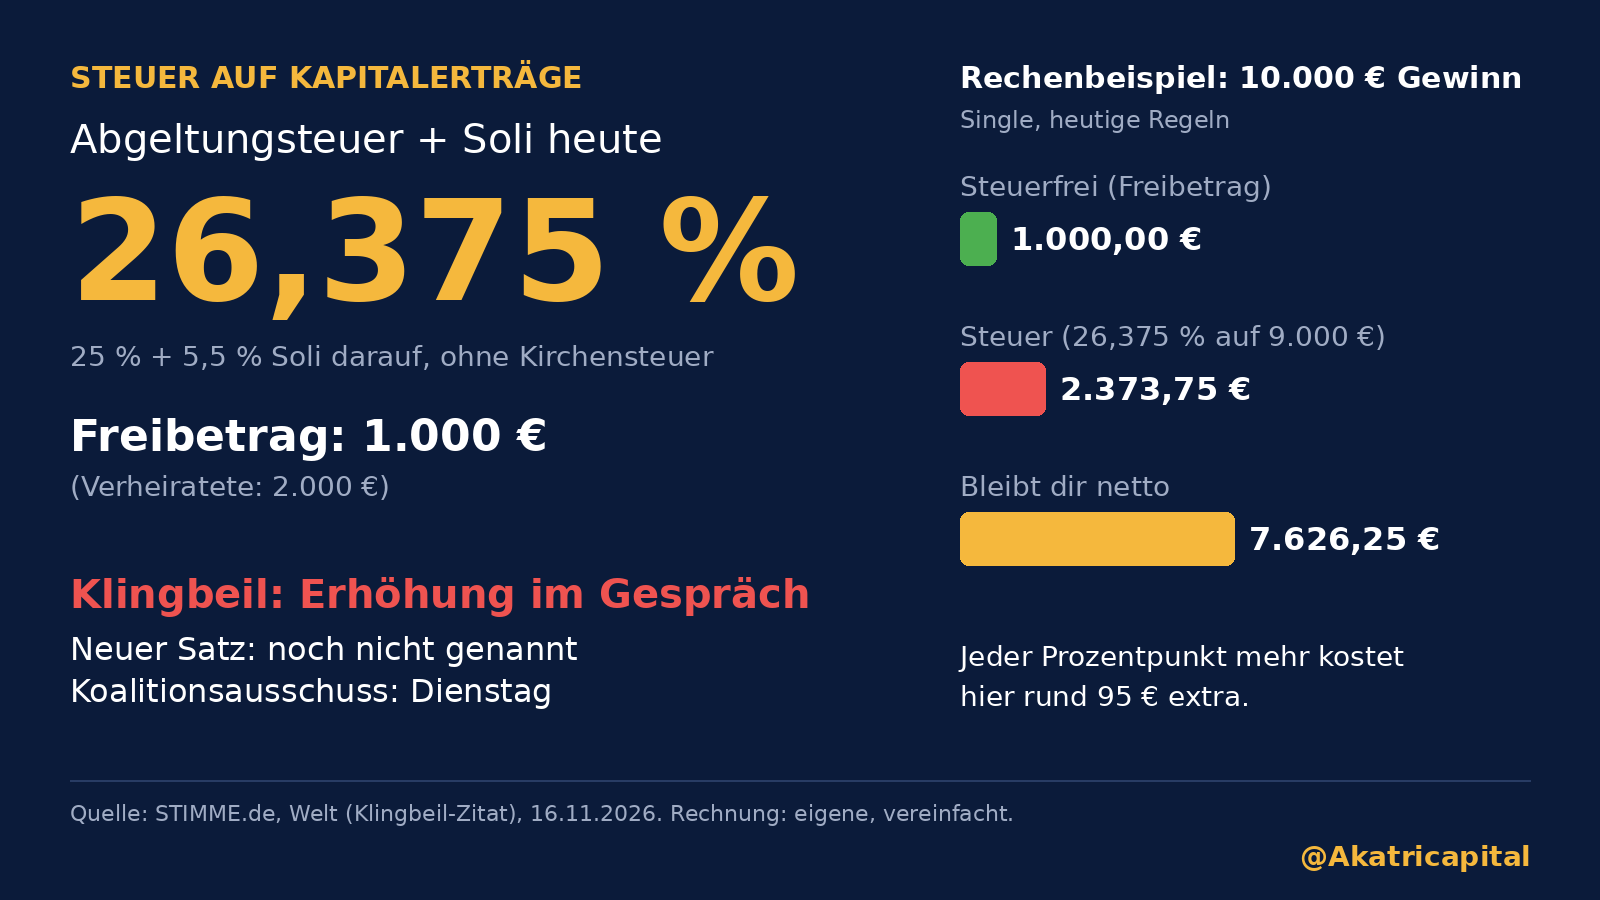 STEUER AUF KAPITALERTRÄGE
Abgeltungsteuer + Soli heute
26,375 %
25 % + 5,5 % Soli darauf, ohne Kirchensteuer
Freibetrag: 1.000 €
(Verheiratete: 2.000 €)
Klingbeil: Erhöhung im Gespräch
Neuer Satz: noch nicht genannt
Koalitionsausschuss: Dienstag
Rechenbeispiel: 10.000 € Gewinn
Single, heutige Regeln
Steuerfrei (Freibetrag)
1.000,00 €
Steuer (26,375 % auf 9.000 €)
2.373,75 €
Bleibt dir netto
7.626,25 €
Jeder Prozentpunkt mehr kostet
hier rund 95 € extra.
Quelle: STIMME.de, Welt (Klingbeil-Zitat), 16.11.2026. Rechnung: eigene, vereinfacht.
@Akatricapital